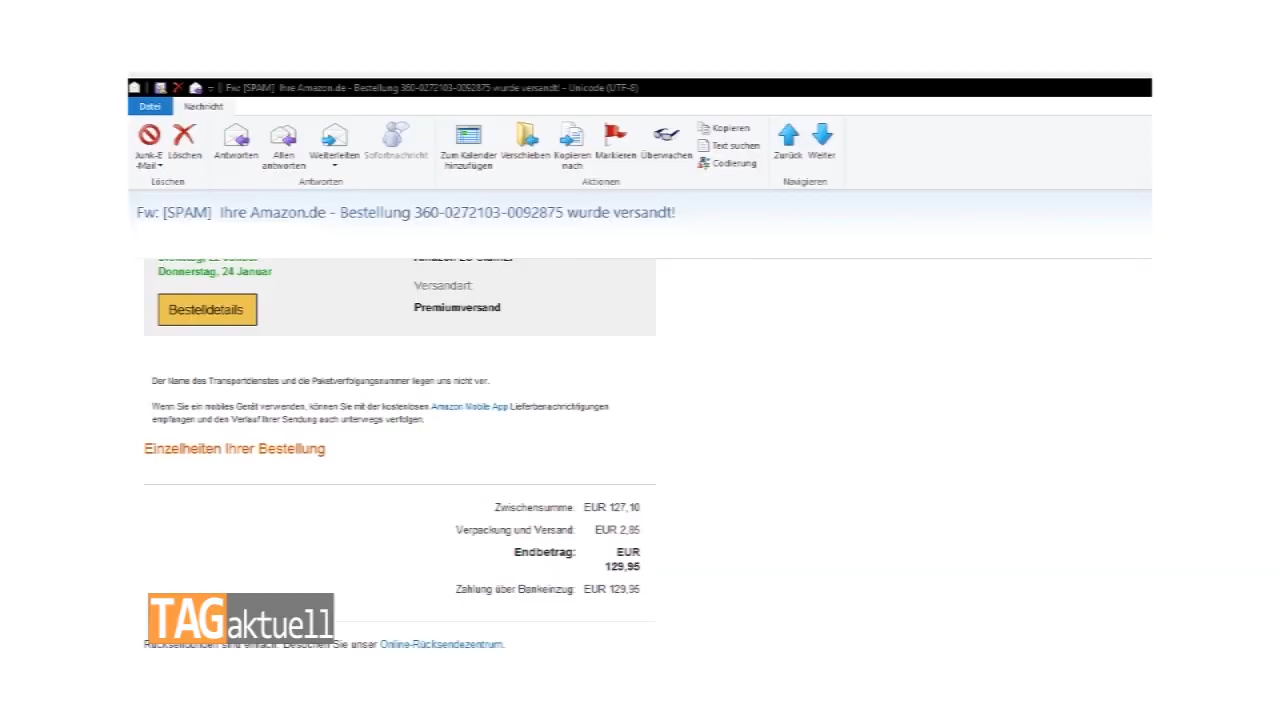 Fw: [SPAM] Ihre Amazon.de - Bestellung 360-0272103-0092875 wurde versandt! - Unicode (UTF-8)
Datei Nachricht
Junk-E-Mail Löschen Antworten Allen antworten Weiterleiten Sofortnachricht Zum Kalender hinzufügen Verschieben Kopieren nach Markieren Überwachen Kopieren Text suchen Codierung Zurück Weiter
Löschen Antworten Aktionen Navigieren
Fw: [SPAM] Ihre Amazon.de - Bestellung 360-0272103-0092875 wurde versandt!
Donnerstag, 24 Januar
Versandart:
Bestelldetails
Premiumversand
Der Name des Transportdienstes und die Paketverfolgungsnummer liegen uns nicht vor.
Wenn Sie ein mobiles Gerät verwenden, können Sie mit der kostenlosen Amazon Mobile App Lieferbenachrichtigungen
empfangen und den Verlauf Ihrer Sendung auch unterwegs verfolgen.
Einzelheiten Ihrer Bestellung
Zwischensumme: EUR 127,10
Verpackung und Versand: EUR 2,85
Endbetrag: EUR
129,95
Zahlung über Bankeinzug: EUR 129,95
TAGaktuell
Rücksendungen sind einfach. Besuchen Sie unser Online-Rücksendezentrum.